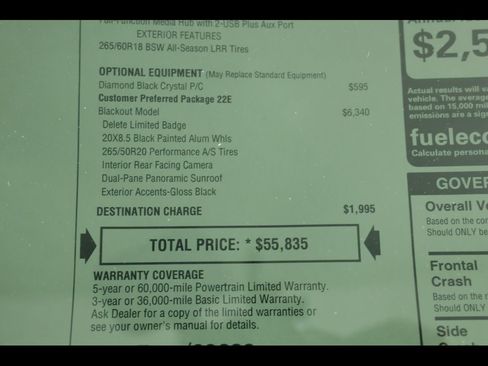 Full-Function Media Hub with 2-USB Plus Aux Port
EXTERIOR FEATURES
265/60R18 BSW All-Season LRR Tires
OPTIONAL EQUIPMENT (May Replace Standard Equipment)
Diamond Black Crystal P/C $595
Customer Preferred Package 22E
Blackout Model $6,340
Delete Limited Badge
20X8.5 Black Painted Alum Whls
265/50R20 Performance A/S Tires
Interior Rear Facing Camera
Dual-Pane Panoramic Sunroof
Exterior Accents-Gloss Black
DESTINATION CHARGE $1,995
TOTAL PRICE: * $55,835
WARRANTY COVERAGE
5-year or 60,000-mile Powertrain Limited Warranty.
3-year or 36,000-mile Basic Limited Warranty.
Ask Dealer for a copy of the limited warranties or
see your owner's manual for details.
Annual
$2,5
Actual results will va
vehicle. The average
based on 15,000 mil
emissions are a sign
fueleco
Calculate persona
GOVER
Overall Ve
Based on the co
Should ONLY be
Frontal
Crash
Based on the r
Should ONLY b
Side